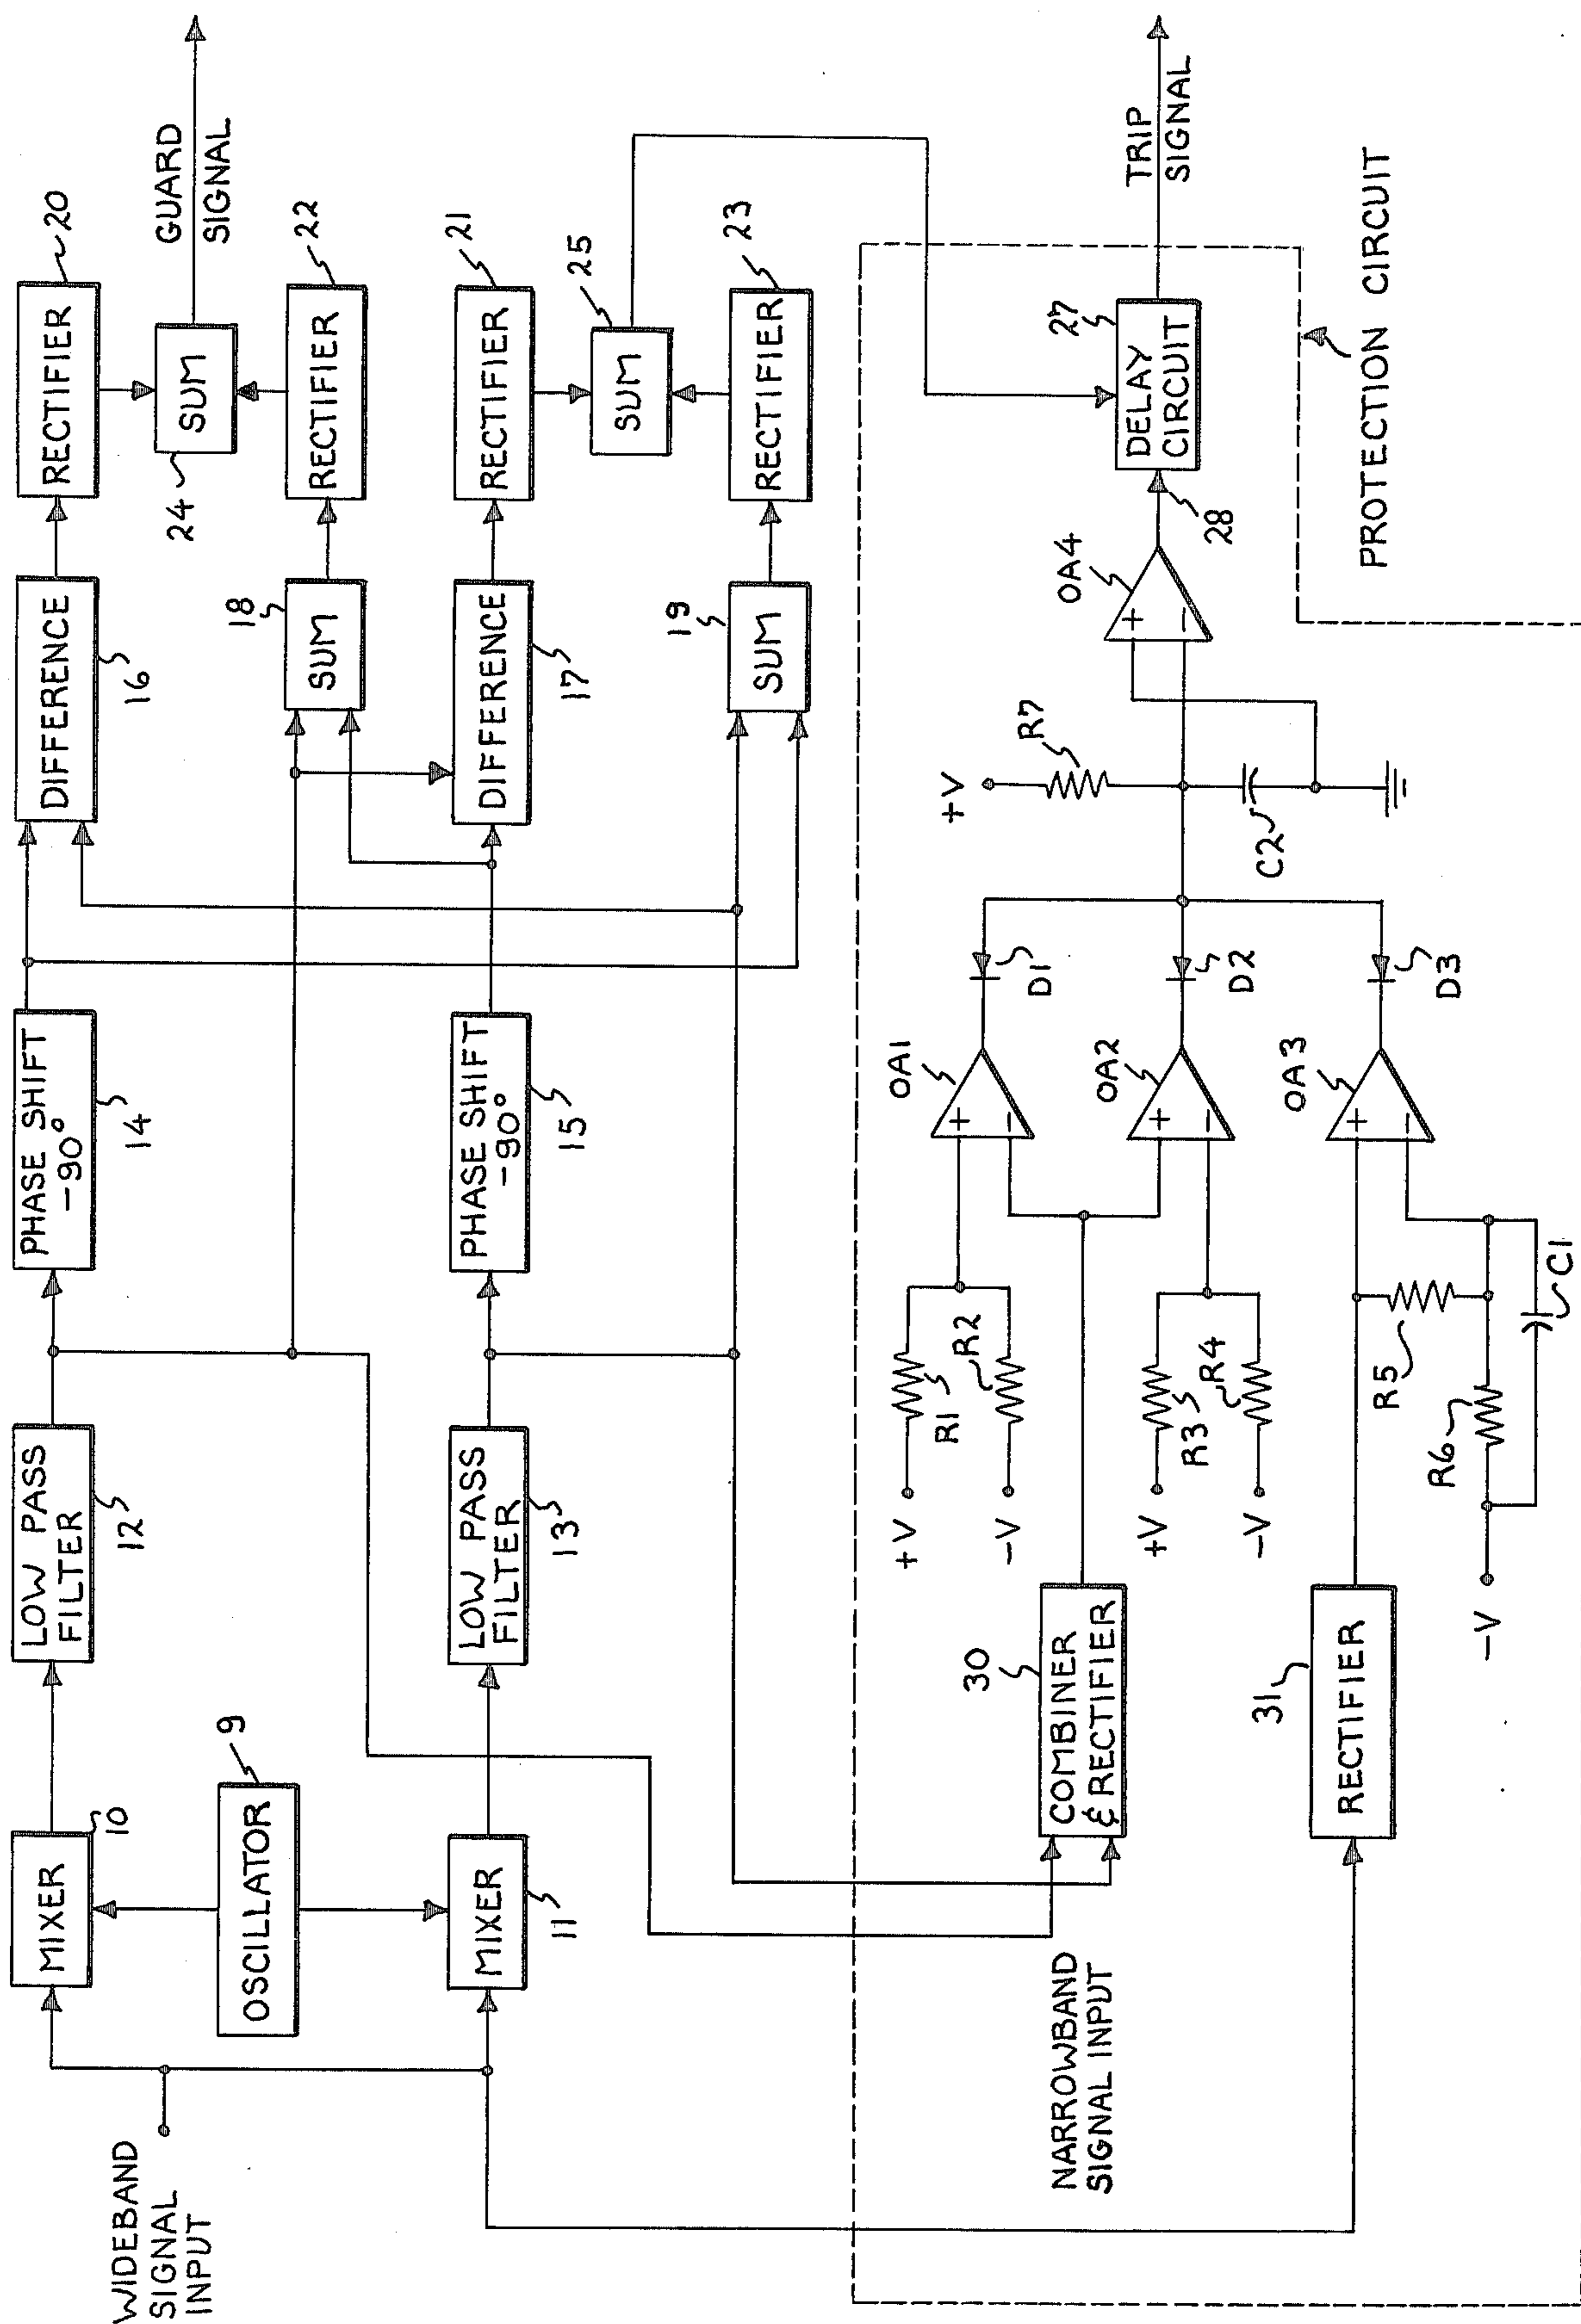 WIDEBAND
SIGNAL
INPUT
MIXER
10
OSCILLATOR
9
MIXER
11
LOW PASS
FILTER
12
LOW PASS
FILTER
13
PHASE SHIFT
-90°
14
PHASE SHIFT
-90°
15
DIFFERENCE
16
18
SUM
DIFFERENCE
17
19
SUM
RECTIFIER
20
SUM
24
RECTIFIER
22
RECTIFIER
21
SUM
25
RECTIFIER
23
GUARD
SIGNAL
NARROWBAND
SIGNAL INPUT
30
COMBINER
& RECTIFIER
31
RECTIFIER
+V
R1
-V
R2
+V
R3
-V
R4
R5
R6
-V
C1
OA1
+
-
OA2
+
-
OA3
+
-
D1
D2
D3
+V
R7
C2
OA4
+
-
28
27
DELAY
CIRCUIT
TRIP
SIGNAL
PROTECTION CIRCUIT